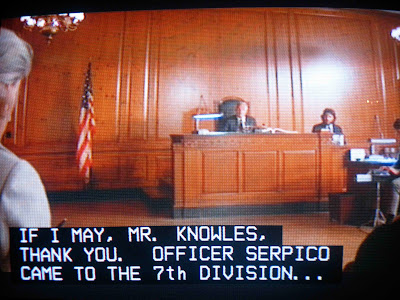 IF I MAY, MR. KNOWLES,
THANK YOU.  OFFICER SERPICO
CAME TO THE 7th DIVISION...